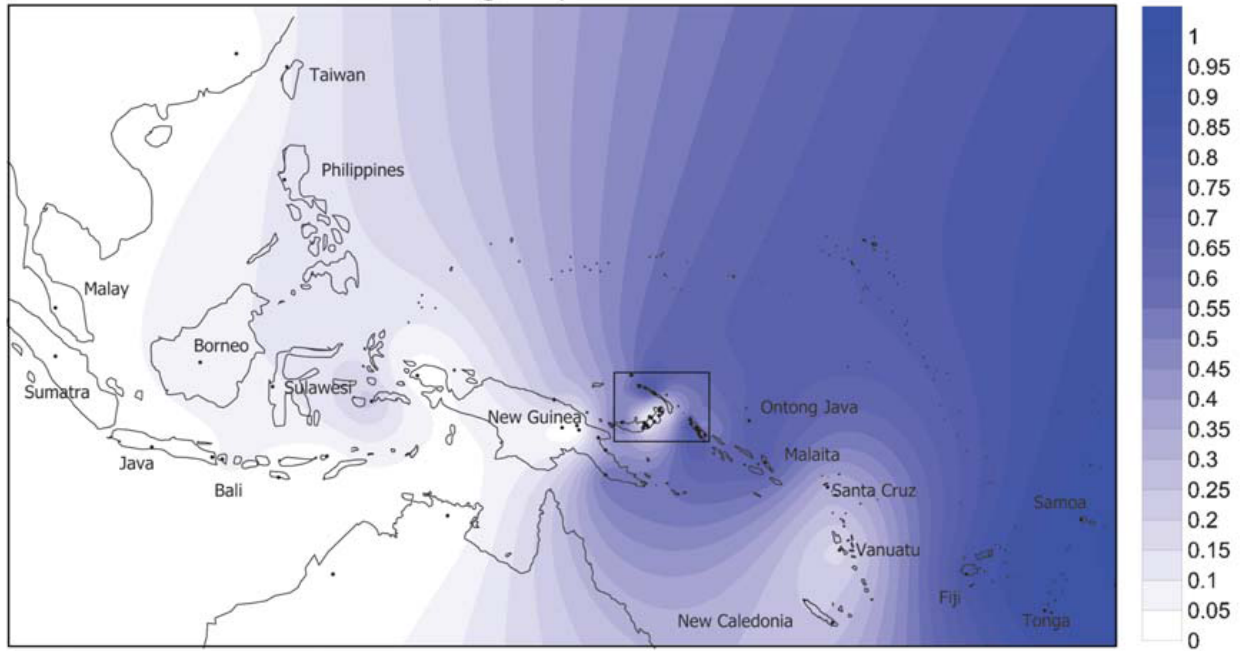 Taiwan
Philippines
Malay
Borneo
Sumatra
Sulawesi
New Guinea
Ontong Java
Java
Malaita
Bali
Santa Cruz
Samoa
Vanuatu
Fiji
New Caledonia
Tonga
1
0.95
0.9
0.85
0.8
0.75
0.7
0.65
0.6
0.55
0.5
0.45
0.4
0.35
0.3
0.25
0.2
0.15
0.1
0.05
0